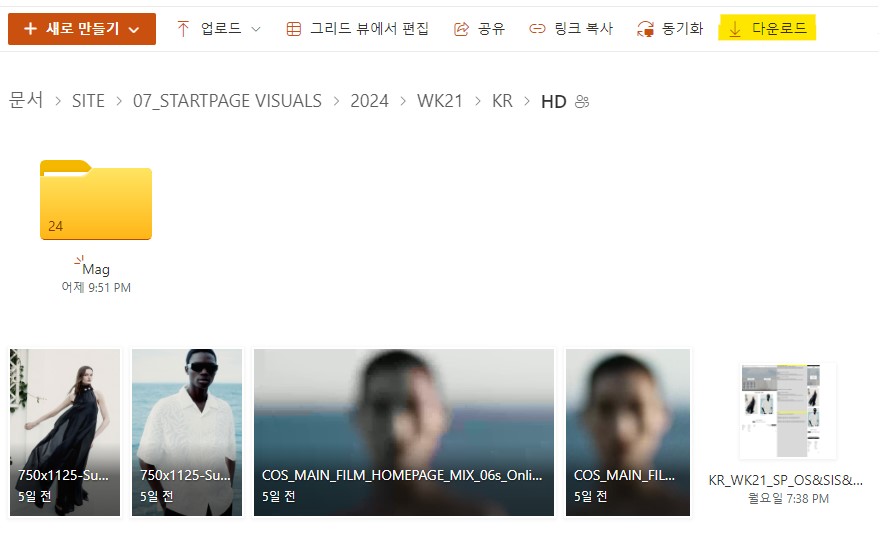 새로 만들기
업로드
그리드 뷰에서 편집
공유
링크 복사
동기화
다운로드
문서 > SITE > 07_STARTPAGE VISUALS > 2024 > WK21 > KR > HD
24
Mag
어제 9:51 PM
750x1125-Su...
5일 전
750x1125-Su...
5일 전
COS_MAIN_FILM_HOMEPAGE_MIX_06s_Onli...
5일 전
COS_MAIN_FIL...
5일 전
KR_WK21_SP_OS&SIS&...
월요일 7:38 PM